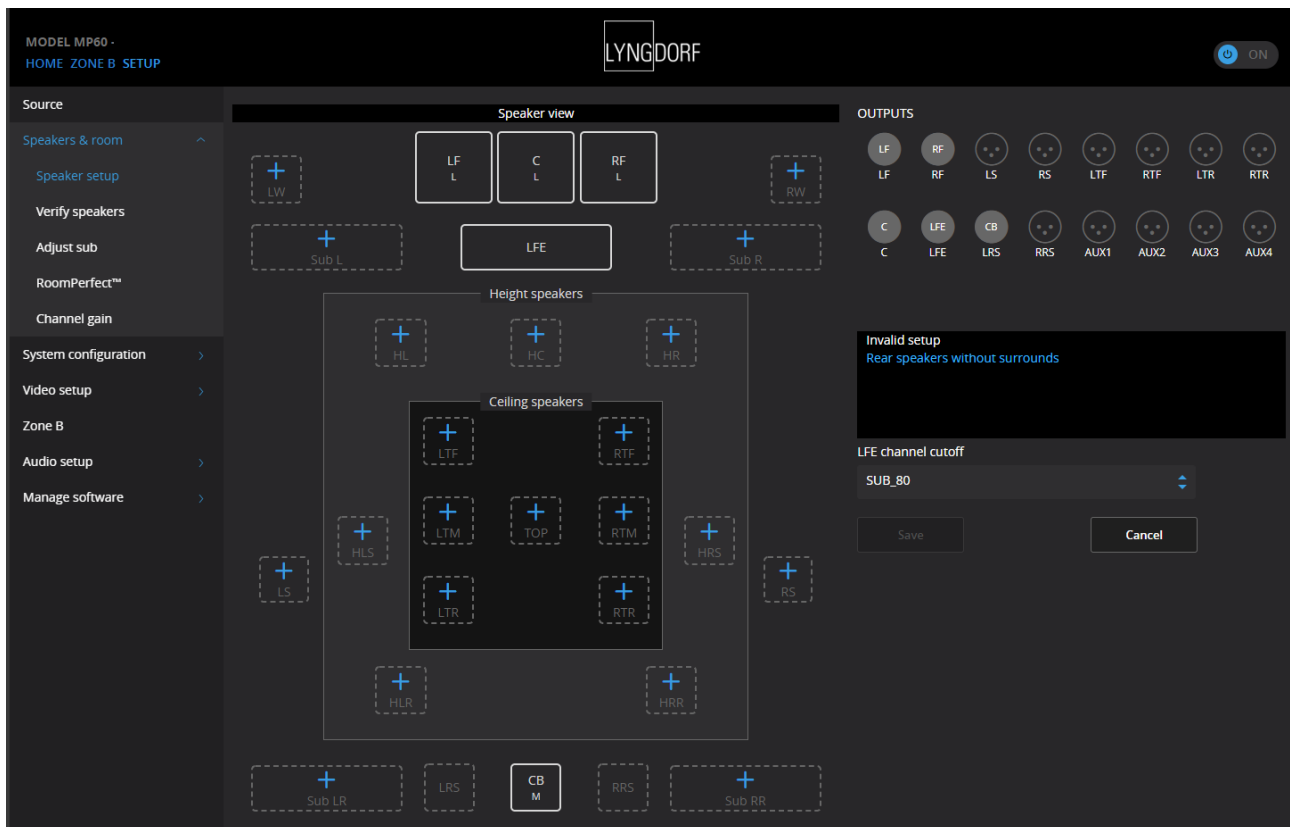 MODEL MP60 -
HOME ZONE B SETUP
LYNGDORF
ON
Source
Speakers & room
Speaker setup
Verify speakers
Adjust sub
RoomPerfect™
Channel gain
System configuration
Video setup
Zone B
Audio setup
Manage software
Speaker view
LF C RF
L L L
LW RW
LFE
Sub L Sub R
Height speakers
HL HC HR
Ceiling speakers
LTF RTF
LTM TOP RTM
HLS HRS
LS RS
LTR RTR
HLR HRR
Sub LR LRS CB RRS Sub RR
M
OUTPUTS
LF RF
LF RF LS RS LTF RTF LTR RTR
C LFE CB
C LFE LRS RRS AUX1 AUX2 AUX3 AUX4
Invalid setup
Rear speakers without surrounds
LFE channel cutoff
SUB_80
Save Cancel